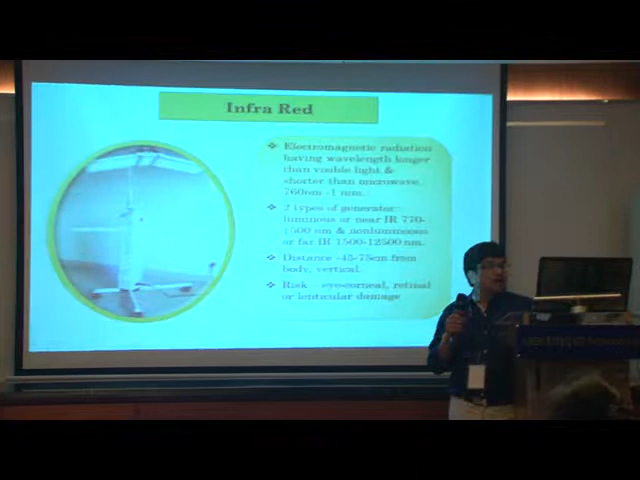 Infra Red
❖ Electromagnetic radiation
having wavelength longer
than visible light &
shorter than microwave.
760nm -1 mm.
❖ 2 types of generator:
luminous or near IR 770-
1500 nm & nonluminous
or far IR 1500-12500 nm.
❖ Distance -45-75cm from
body, vertical.
❖ Risk – eye-corneal, retinal
or lenticular damage